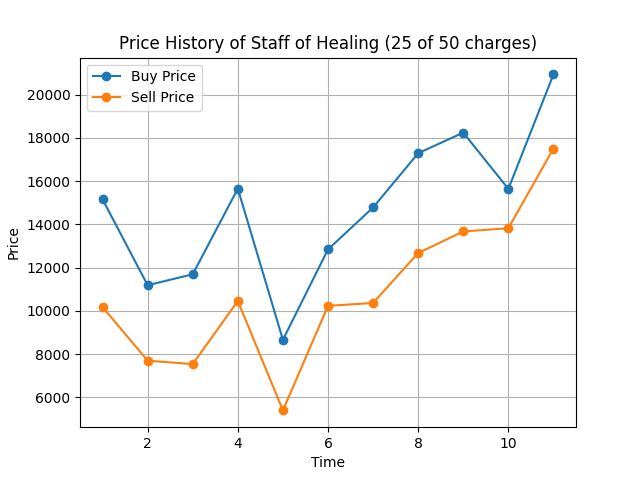 Price History of Staff of Healing (25 of 50 charges)
Buy Price
Sell Price
20000
18000
16000
14000
12000
10000
8000
6000
Price
2 4 6 8 10
Time